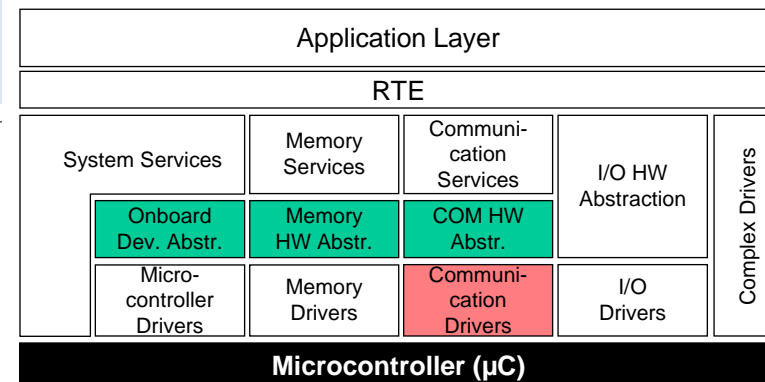 Application Layer
RTE
System Services
Memory
Services
Communi-
cation
Services
I/O HW
Abstraction
Complex Drivers
Onboard
Dev. Abstr.
Memory
HW Abstr.
COM HW
Abstr.
Micro-
controller
Drivers
Memory
Drivers
Communi-
cation
Drivers
I/O
Drivers
Microcontroller (µC)